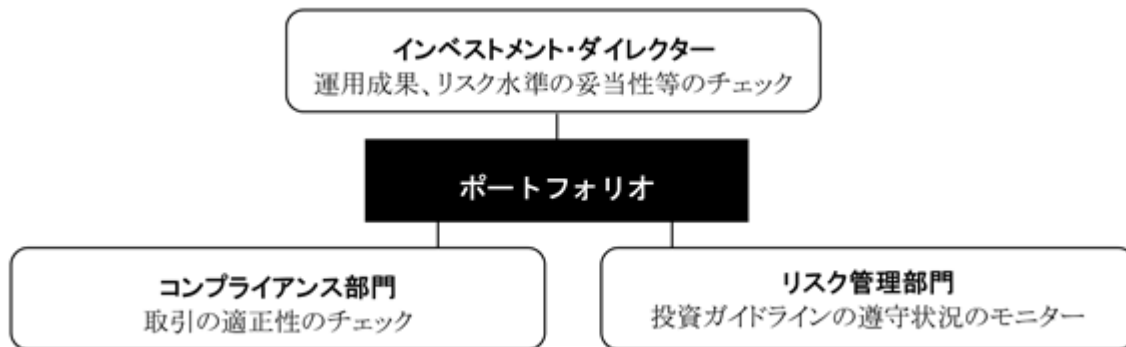 インベストメント・ダイレクター
運用成果、リスク水準の妥当性等のチェック
ポートフォリオ
コンプライアンス部門
取引の適正性のチェック
リスク管理部門
投資ガイドラインの遵守状況のモニター